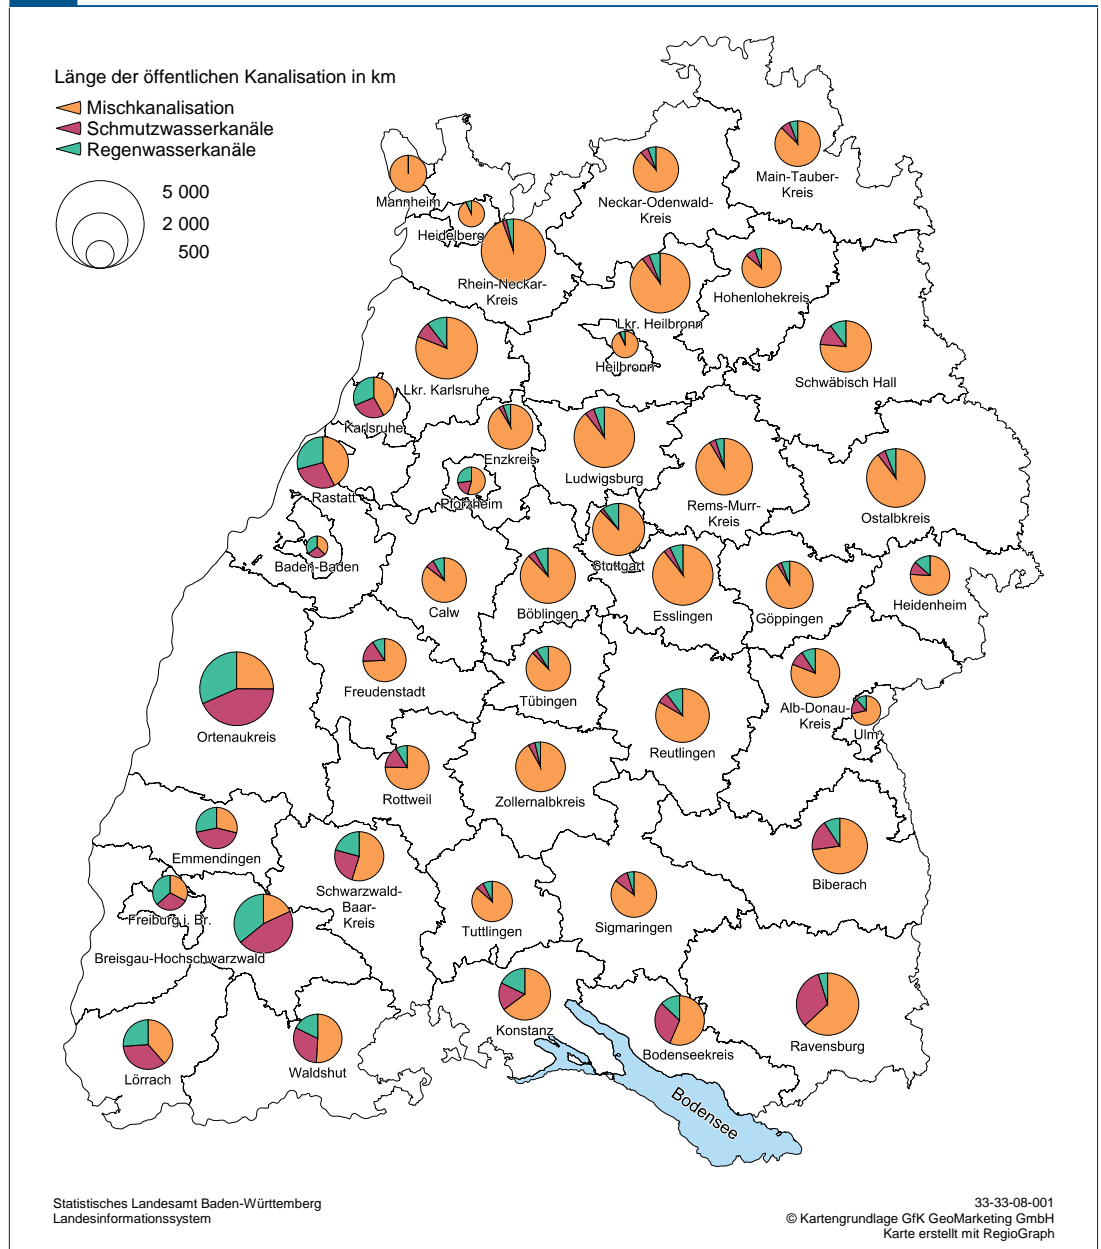 Länge der öffentlichen Kanalisation in km
Mischkanalisation
Schmutzwasserkanäle
Regenwasserkanäle
5 000
2 000
500
Main-Tauber-
Kreis
Mannheim
Neckar-Odenwald-
Kreis
Heidelberg
Rhein-Neckar-
Kreis
Hohenlohekreis
Lkr. Heilbronn
Heilbronn
Schwäbisch Hall
Lkr. Karlsruhe
Karlsruhe
Enzkreis
Ludwigsburg
Rastatt
Pforzheim
Rems-Murr-
Kreis
Ostalbkreis
Baden-Baden
Stuttgart
Calw
Böblingen
Esslingen
Göppingen
Heidenheim
Freudenstadt
Tübingen
Alb-Donau-
Kreis
Ulm
Ortenaukreis
Reutlingen
Rottweil
Zollernalbkreis
Emmendingen
Schwarzwald-
Baar-
Kreis
Biberach
Freiburg i. Br.
Tuttlingen
Sigmaringen
Breisgau-Hochschwarzwald
Konstanz
Bodenseekreis
Ravensburg
Lörrach
Waldshut
Bodensee
Statistisches Landesamt Baden-Württemberg
Landesinformationssystem
33-33-08-001
© Kartengrundlage GfK GeoMarketing GmbH
Karte erstellt mit RegioGraph